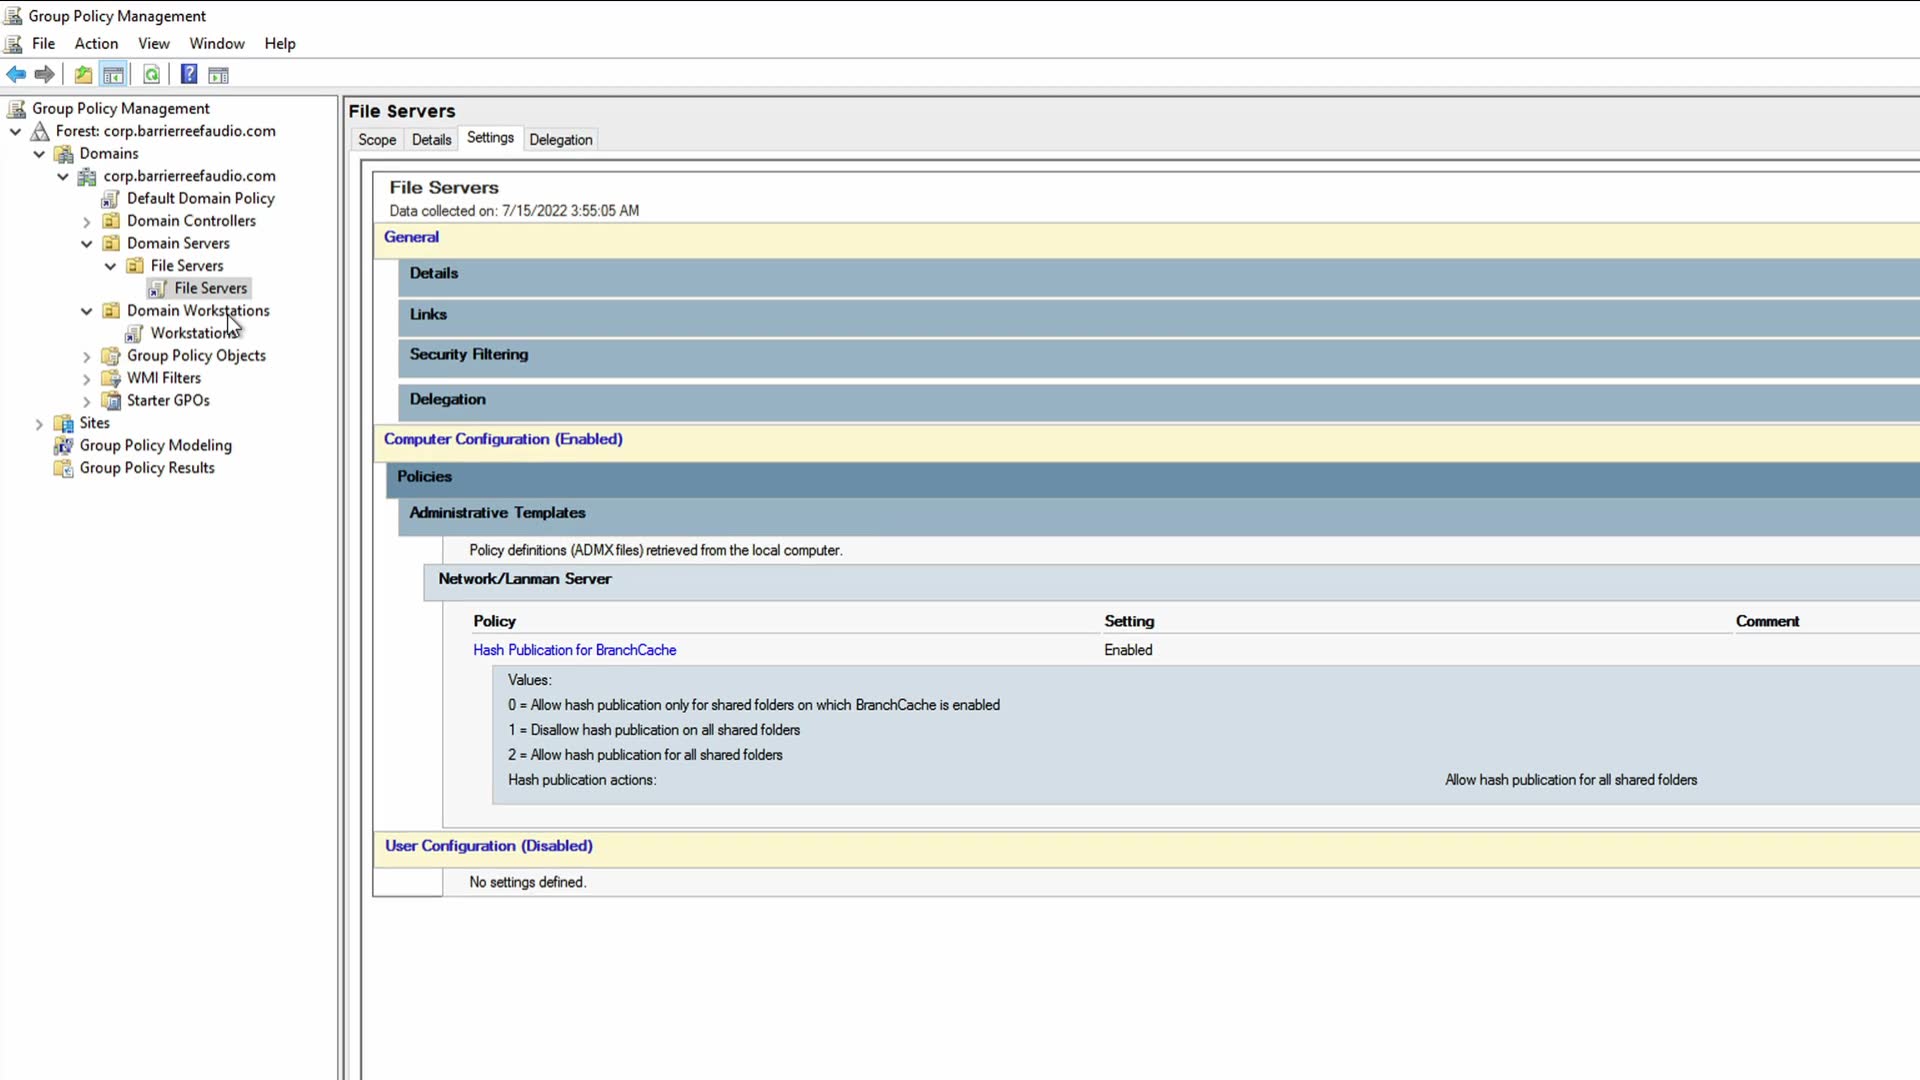 Group Policy Management
File Action View Window Help
Group Policy Management
Forest: corp.barrierreefaudio.com
Domains
corp.barrierreefaudio.com
Default Domain Policy
Domain Controllers
Domain Servers
File Servers
File Servers
Domain Workstations
Workstations
Group Policy Objects
WMI Filters
Starter GPOs
Sites
Group Policy Modeling
Group Policy Results
File Servers
Scope Details Settings Delegation
File Servers
Data collected on: 7/15/2022 3:55:05 AM
General
Details
Links
Security Filtering
Delegation
Computer Configuration (Enabled)
Policies
Administrative Templates
Policy definitions (ADMX files) retrieved from the local computer.
Network/Lanman Server
Policy Setting Comment
Hash Publication for BranchCache Enabled
Values:
0 = Allow hash publication only for shared folders on which BranchCache is enabled
1 = Disallow hash publication on all shared folders
2 = Allow hash publication for all shared folders
Hash publication actions: Allow hash publication for all shared folders
User Configuration (Disabled)
No settings defined.